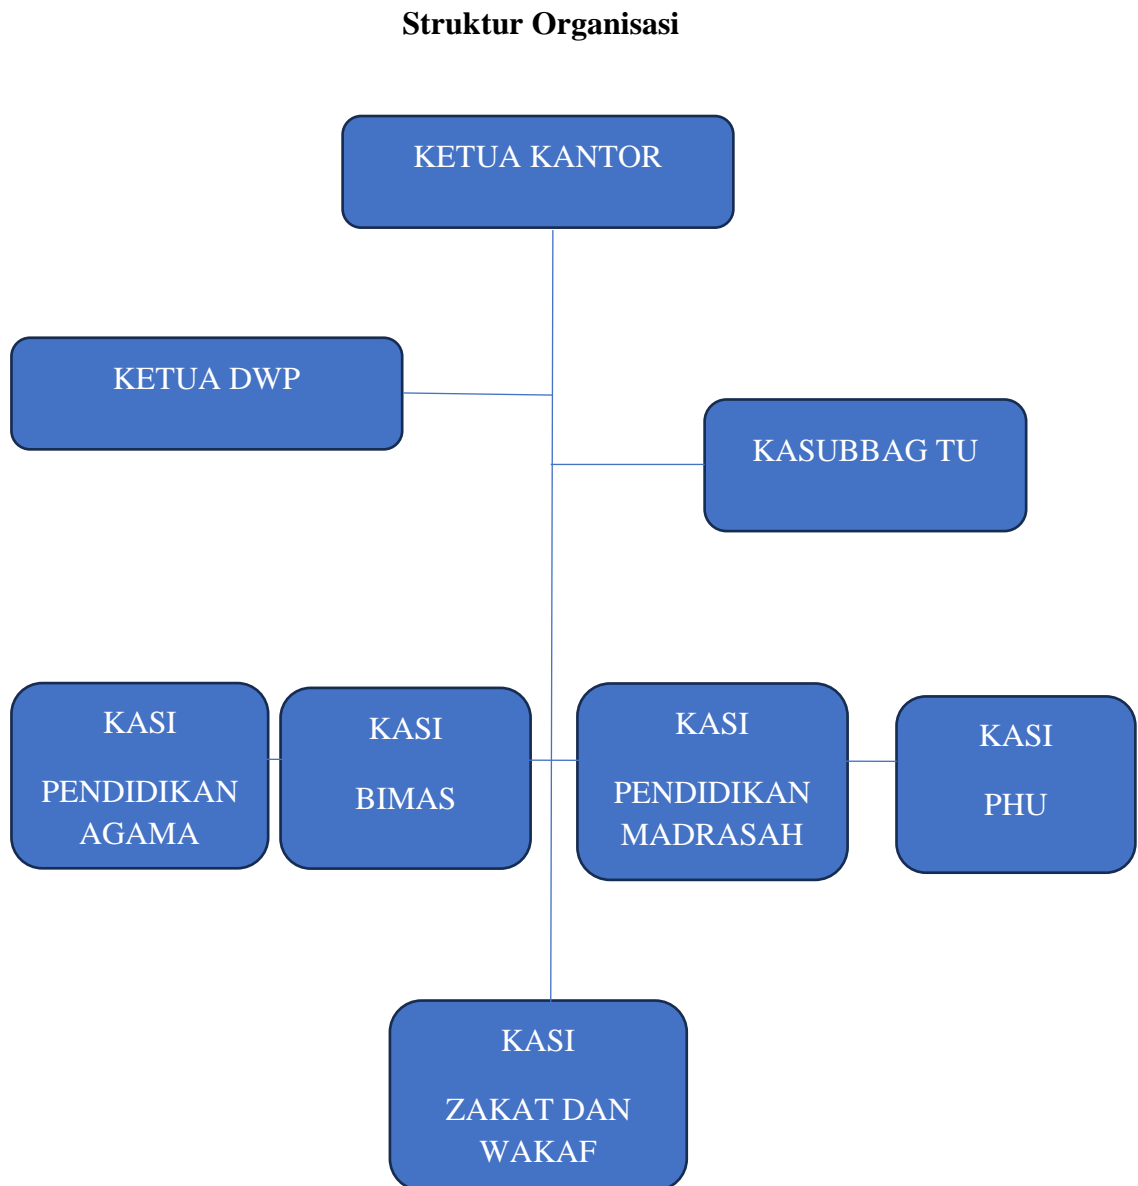 Struktur Organisasi
KETUA KANTOR
KETUA DWP
KASUBBAG TU
KASI
PENDIDIKAN
AGAMA
KASI
BIMAS
KASI
PENDIDIKAN
MADRASAH
KASI
PHU
KASI
ZAKAT DAN
WAKAF